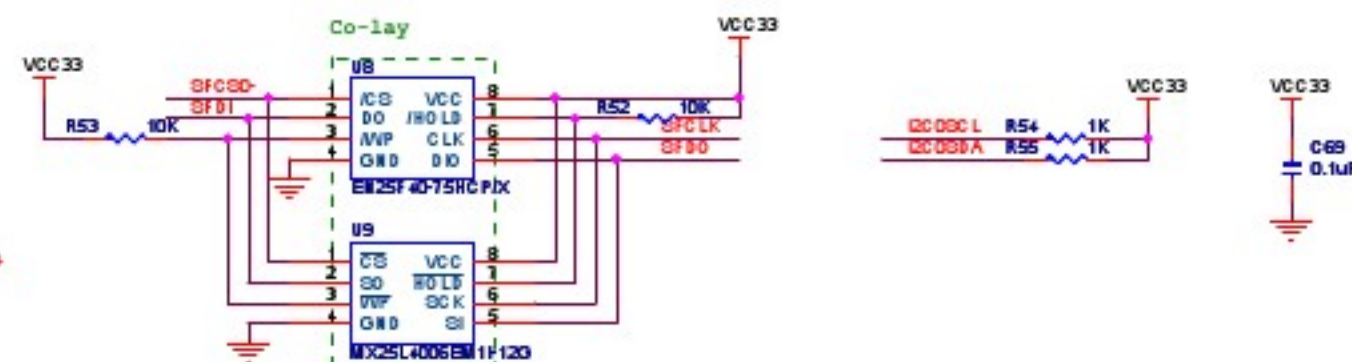 Co-lay
VCC33
VCC33
VCC33
VCC33
U8
1 /CS VCC 8
2 DO /HOLD 7
3 /WP CLK 6
4 GND DIO 5
SFCS0-
SFDI
R53 10K
R52 10K
SFCLK
SFDO
I2C0SCL R54 1K
I2C0SDA R55 1K
C69
0.1uF
EN25F40-75HCP/X
U9
1 CS VCC 8
2 SO HOLD 7
3 WP SCK 6
4 GND SI 5
MX25L4006EM1I-12G